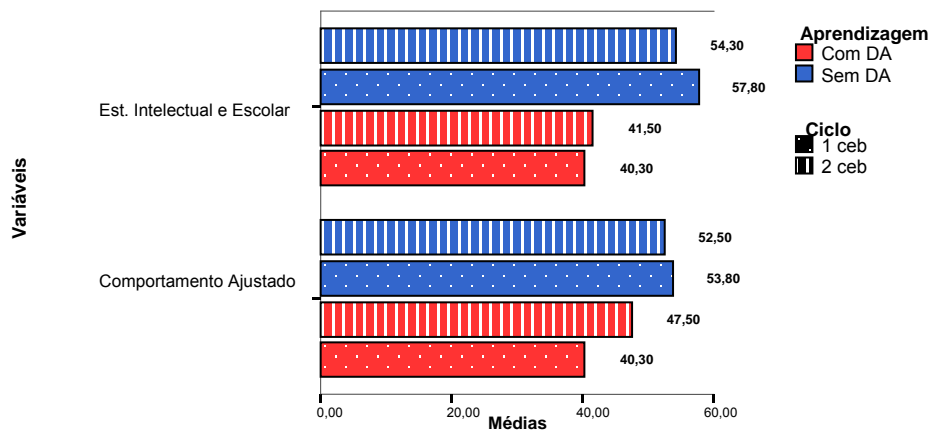 Aprendizagem
Com DA
Sem DA
Ciclo
1 ceb
2 ceb
Variáveis
Est. Intelectual e Escolar
54,30
57,80
41,50
40,30
Comportamento Ajustado
52,50
53,80
47,50
40,30
0,00
20,00
40,00
60,00
Médias